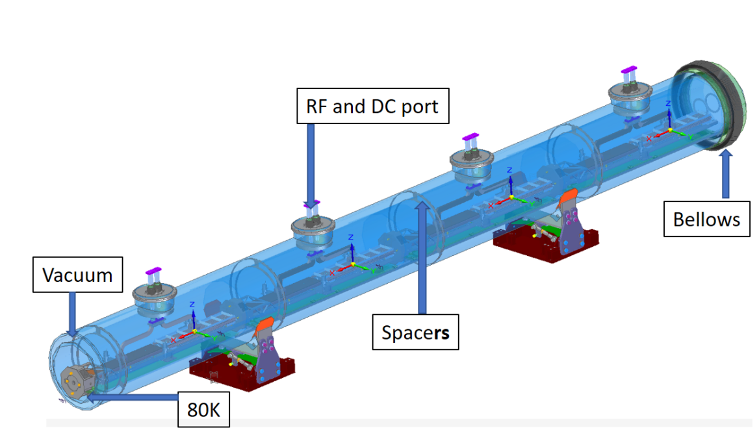 RF and DC port
Bellows
Vacuum
Spacers
80K
z
x
z
x
z
x
z
x